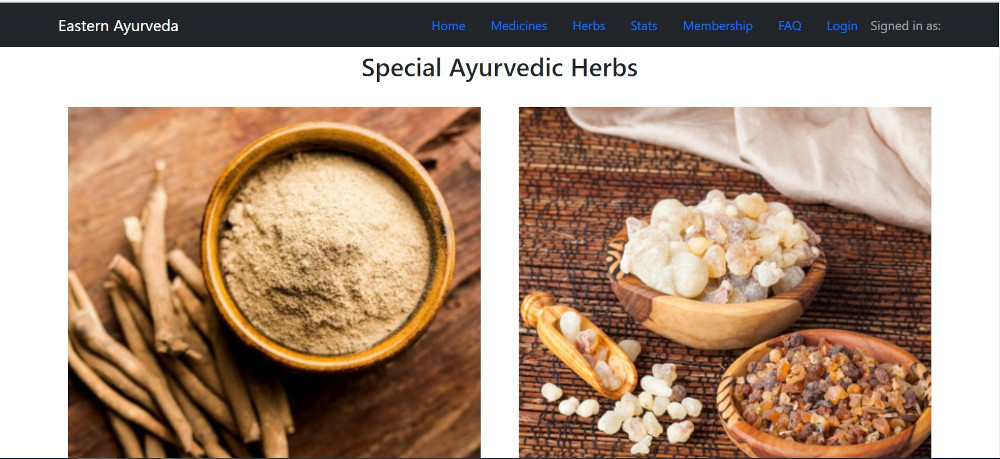 Eastern Ayurveda Home Medicines Herbs Stats Membership FAQ Login Signed in as:
Special Ayurvedic Herbs